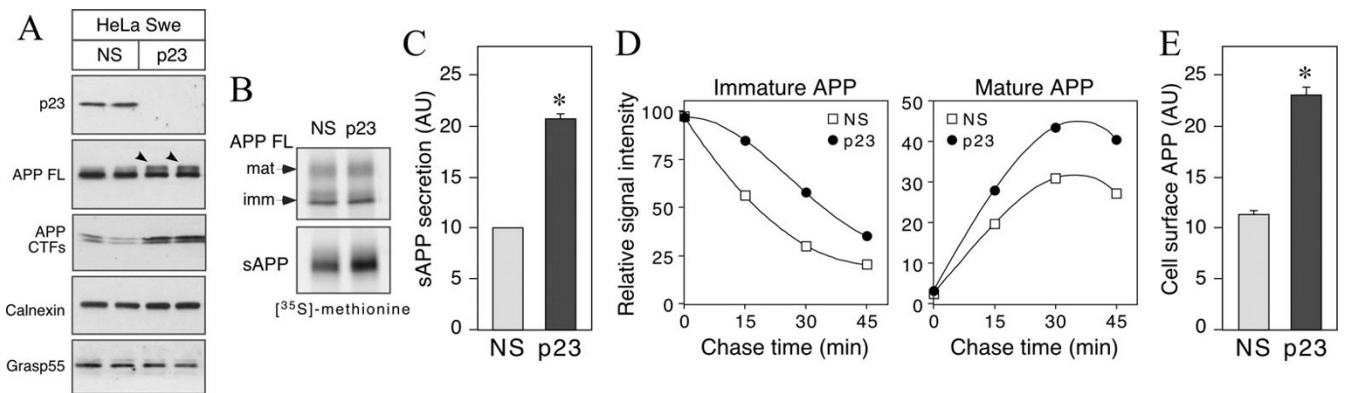 A
HeLa Swe
NS p23
p23
APP FL
APP
CTFs
Calnexin
Grasp55
B
NS p23
APP FL
mat
imm
sAPP
[³⁵S]-methionine
C
sAPP secretion (AU)
25
20
15
10
5
0
*
NS p23
D
Immature APP
Relative signal intensity
100
75
50
25
0
NS
p23
0 15 30 45
Chase time (min)
Mature APP
50
40
30
20
10
0
NS
p23
0 15 30 45
Chase time (min)
E
Cell surface APP (AU)
25
20
15
10
5
0
*
NS p23